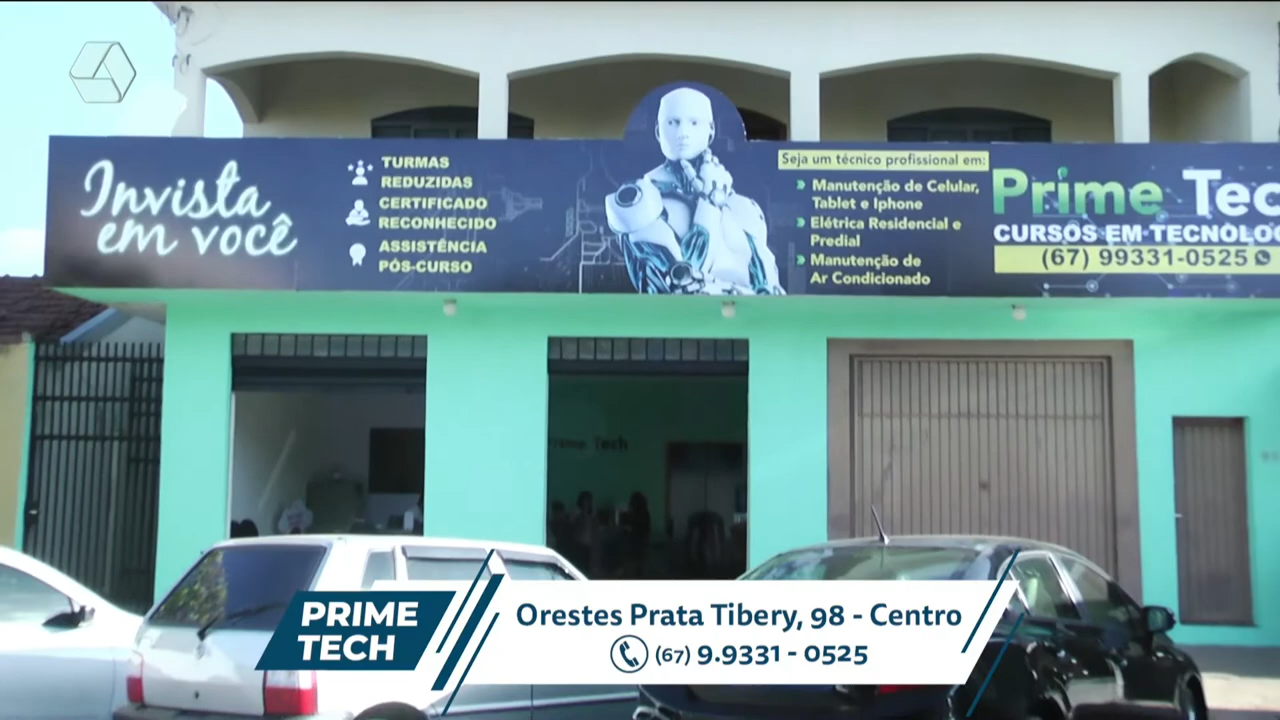 Invista
em você
TURMAS
REDUZIDAS
CERTIFICADO
RECONHECIDO
ASSISTÊNCIA
PÓS-CURSO
Seja um técnico profissional em:
Manutenção de Celular,
Tablet e Iphone
Elétrica Residencial e
Predial
Manutenção de
Ar Condicionado
Prime Tec
CURSOS EM TECNOLOG
(67) 99331-0525
Prime Tech
PRIME
TECH
Orestes Prata Tibery, 98 - Centro
(67) 9.9331 - 0525